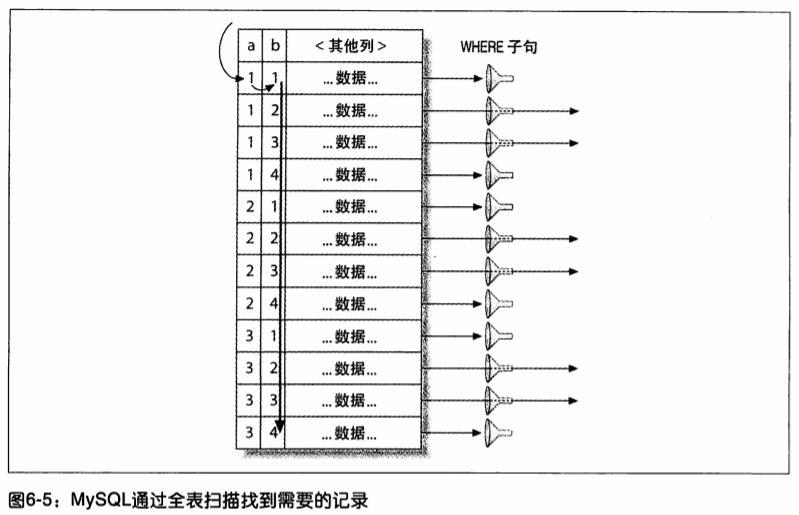 a b <其他列> WHERE 子句
1 1 ...数据...
1 2 ...数据...
1 3 ...数据...
1 4 ...数据...
2 1 ...数据...
2 2 ...数据...
2 3 ...数据...
2 4 ...数据...
3 1 ...数据...
3 2 ...数据...
3 3 ...数据...
3 4 ...数据...
图6-5：MySQL通过全表扫描找到需要的记录